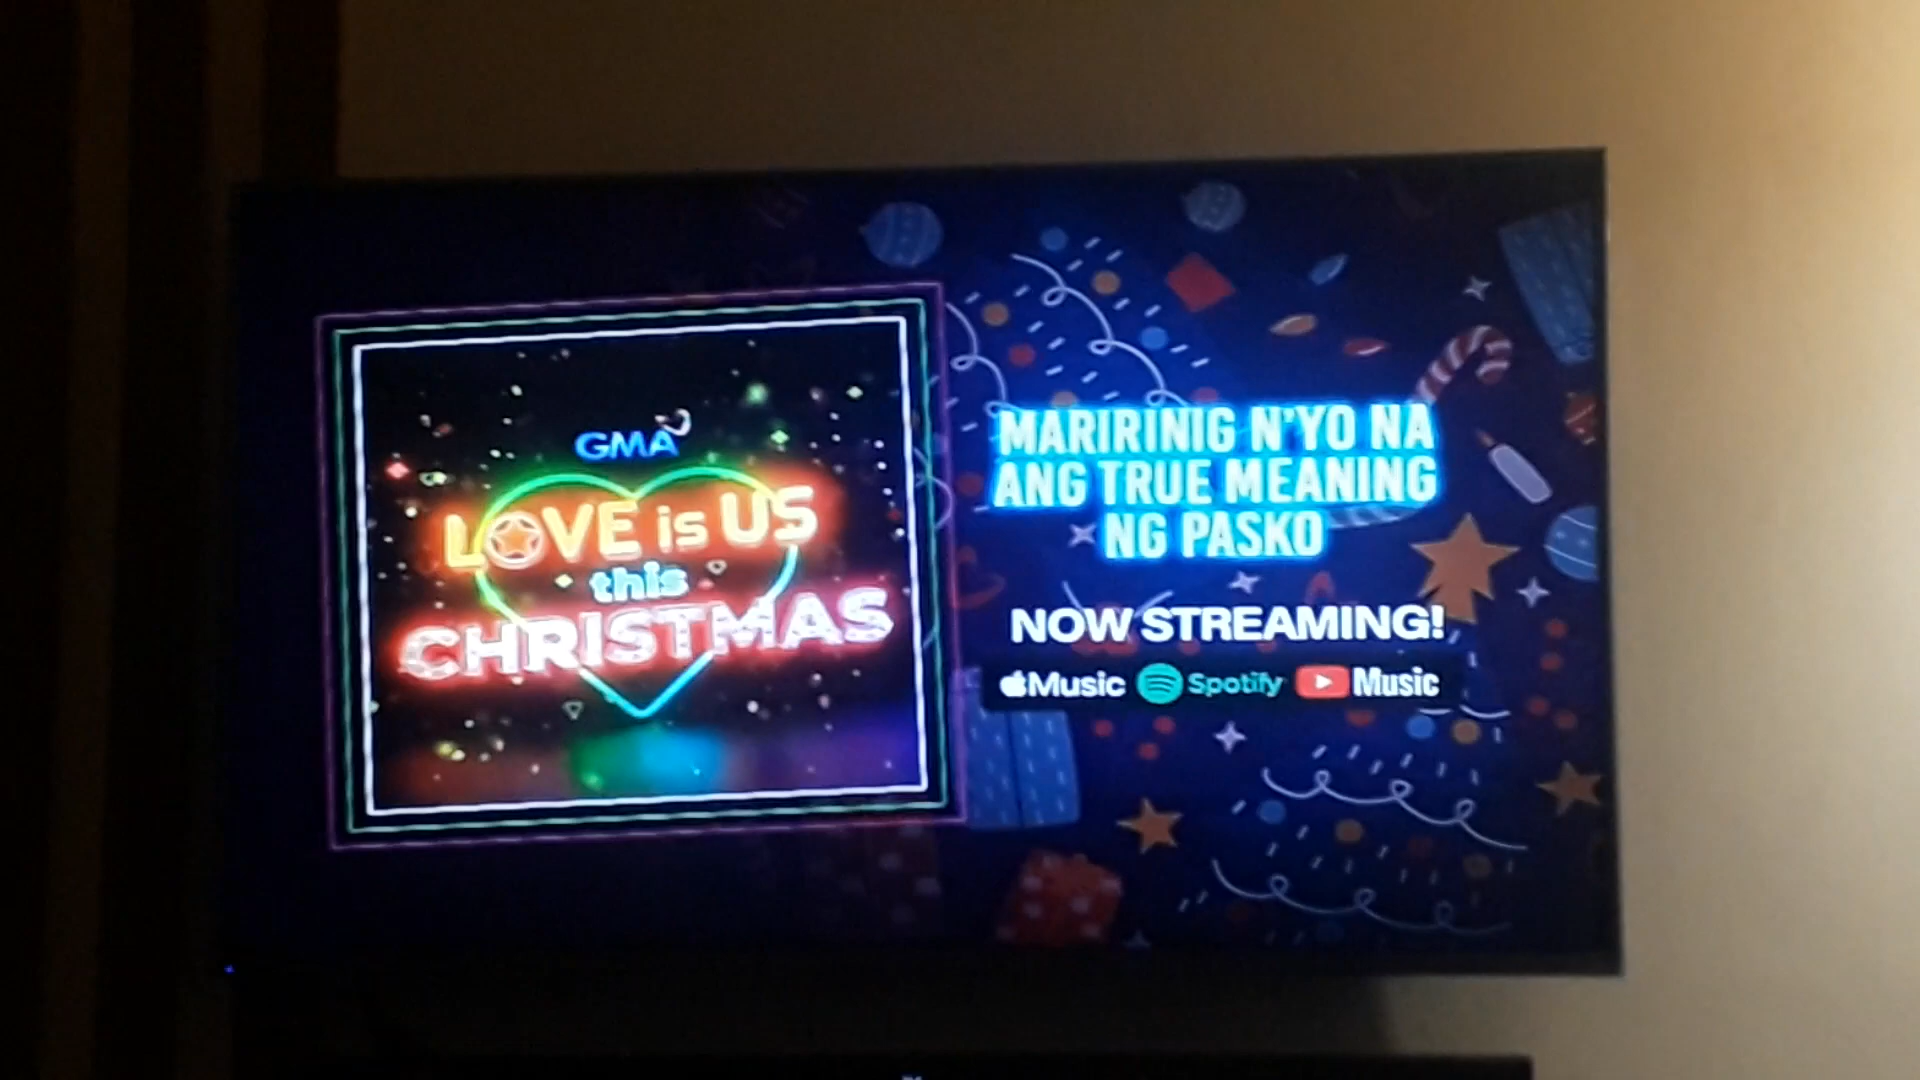 GMA
LOVE is US
this
CHRISTMAS
MARIRINIG N'YO NA
ANG TRUE MEANING
NG PASKO
NOW STREAMING!
Music Spotify Music